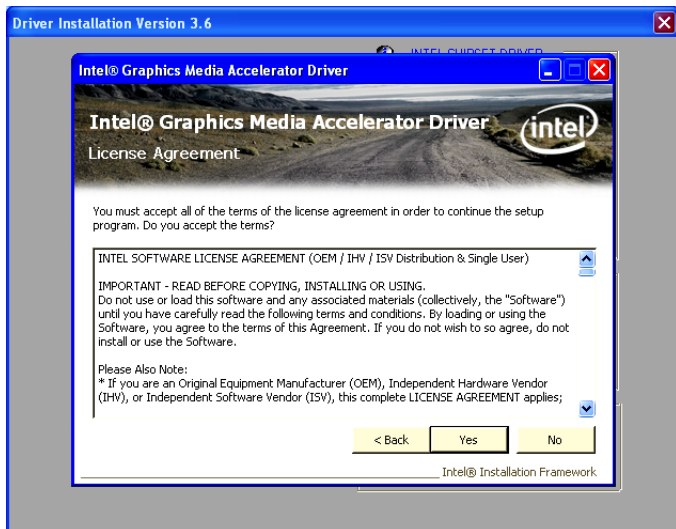 Driver Installation Version 3.6
INTEL CHIPSET DRIVER
Intel® Graphics Media Accelerator Driver
Intel® Graphics Media Accelerator Driver
License Agreement
intel
You must accept all of the terms of the license agreement in order to continue the setup
program. Do you accept the terms?
INTEL SOFTWARE LICENSE AGREEMENT (OEM / IHV / ISV Distribution & Single User)
IMPORTANT - READ BEFORE COPYING, INSTALLING OR USING.
Do not use or load this software and any associated materials (collectively, the "Software")
until you have carefully read the following terms and conditions. By loading or using the
Software, you agree to the terms of this Agreement. If you do not wish to so agree, do not
install or use the Software.
Please Also Note:
* If you are an Original Equipment Manufacturer (OEM), Independent Hardware Vendor
(IHV), or Independent Software Vendor (ISV), this complete LICENSE AGREEMENT applies;
< Back Yes No
Intel® Installation Framework